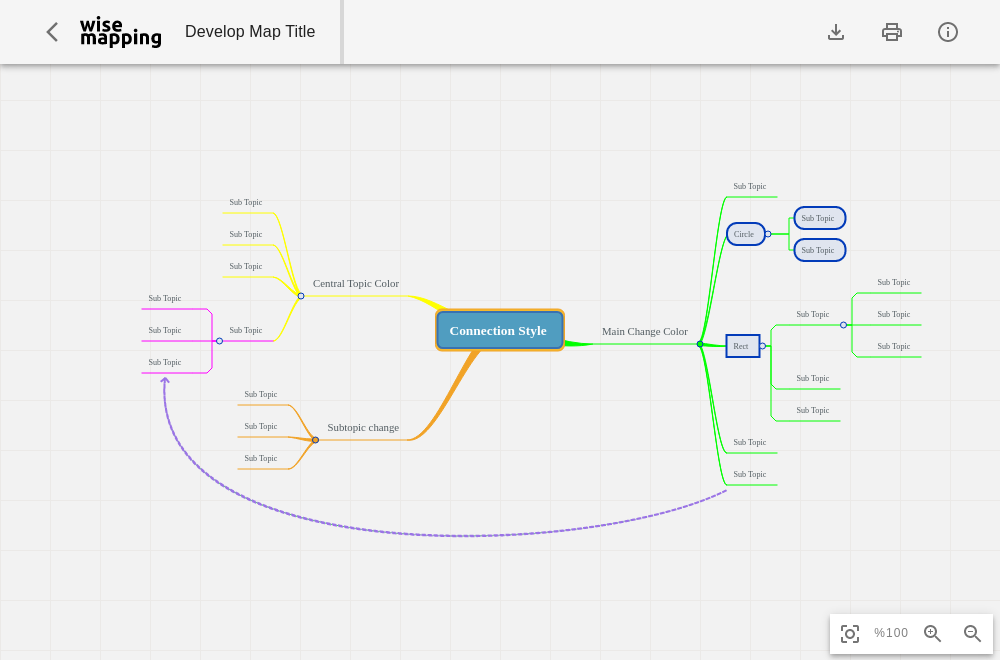 wise
mapping
Develop Map Title
Sub Topic
Sub Topic
Sub Topic
Sub Topic
Sub Topic
Sub Topic
Sub Topic
Central Topic Color
Sub Topic
Sub Topic
Sub Topic
Subtopic change
Connection Style
Main Change Color
Sub Topic
Circle
Sub Topic
Sub Topic
Rect
Sub Topic
Sub Topic
Sub Topic
Sub Topic
Sub Topic
Sub Topic
Sub Topic
Sub Topic
%100